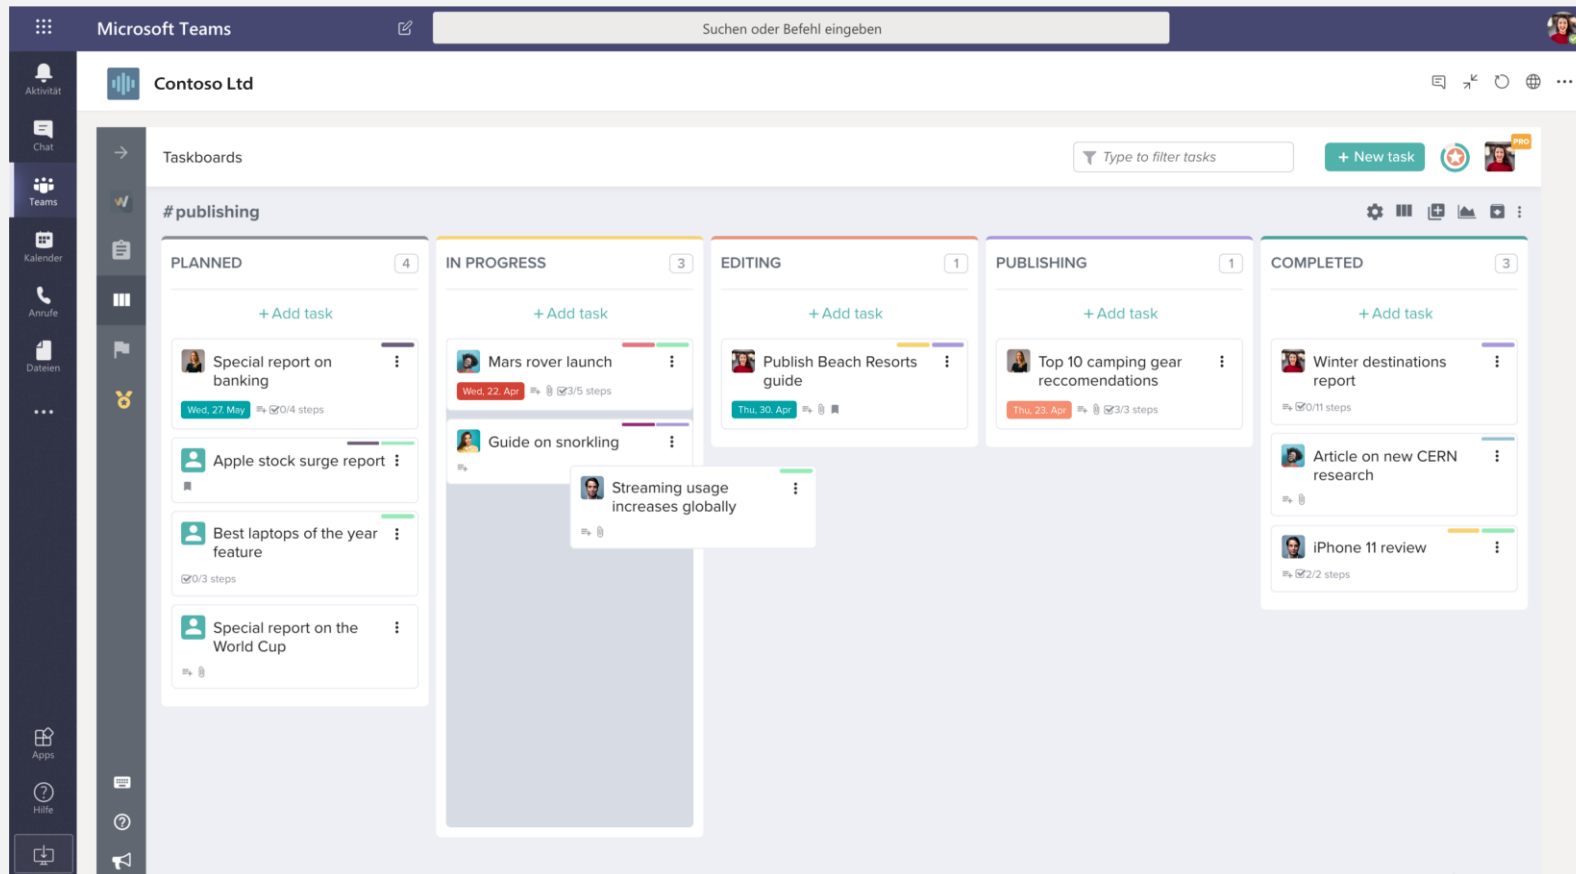 Microsoft Teams
Suchen oder Befehl eingeben
Aktivität
Chat
Teams
Kalender
Anrufe
Dateien
Apps
Hilfe
Contoso Ltd
Taskboards
Type to filter tasks
+ New task
PRO
#publishing
PLANNED
4
+ Add task
Special report on
banking
Wed, 27. May
0/4 steps
Apple stock surge report
Best laptops of the year
feature
0/3 steps
Special report on the
World Cup
IN PROGRESS
3
+ Add task
Mars rover launch
Wed, 22. Apr
3/5 steps
Guide on snorkling
Streaming usage
increases globally
EDITING
1
+ Add task
Publish Beach Resorts
guide
Thu, 30. Apr
PUBLISHING
1
+ Add task
Top 10 camping gear
reccomendations
Thu, 23. Apr
3/3 steps
COMPLETED
3
+ Add task
Winter destinations
report
0/11 steps
Article on new CERN
research
iPhone 11 review
2/2 steps